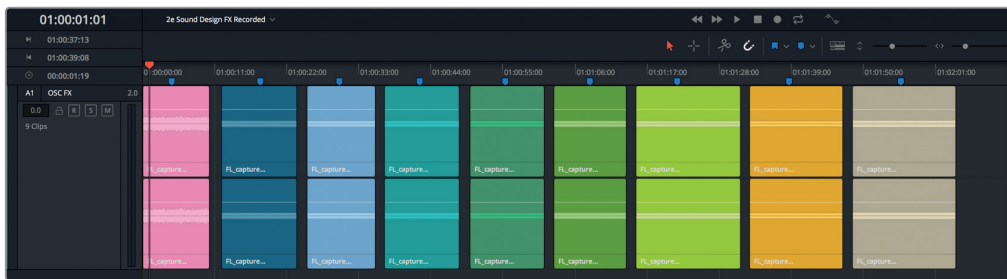 01:00:01:01
2e Sound Design FX Recorded
01:00:37:13
01:00:39:08
00:00:01:19
01:00:00:00 01:00:11:00 01:00:22:00 01:00:33:00 01:00:44:00 01:00:55:00 01:01:06:00 01:01:17:00 01:01:28:00 01:01:39:00 01:01:50:00 01:02:01:00
A1 OSC FX 2.0
0.0 R S M
9 Clips
FL_capture... FL_capture... FL_capture... FL_capture... FL_capture... FL_capture... FL_capture... FL_capture... FL_capture...
FL_capture... FL_capture... FL_capture... FL_capture... FL_capture... FL_capture... FL_capture... FL_capture... FL_capture...